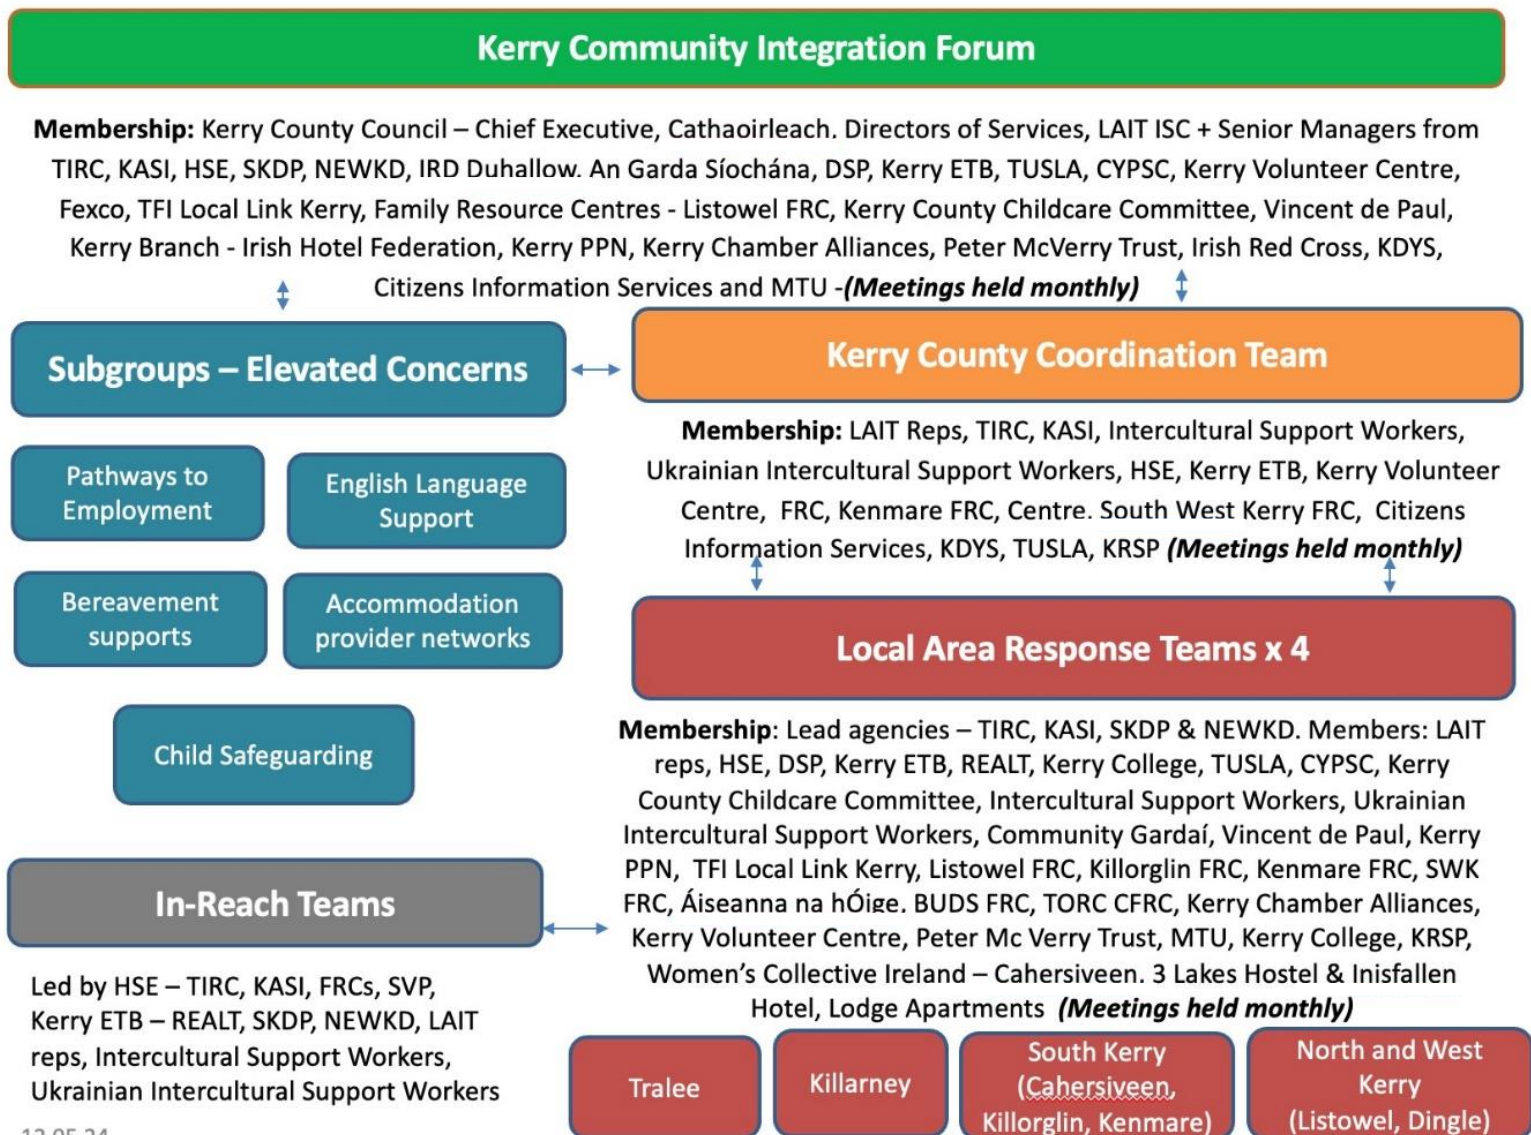 Kerry Community Integration Forum
Membership: Kerry County Council – Chief Executive, Cathaoirleach. Directors of Services, LAIT ISC + Senior Managers from
TIRC, KASI, HSE, SKDP, NEWKD, IRD Duhallow. An Garda Síochána, DSP, Kerry ETB, TUSLA, CYPSC, Kerry Volunteer Centre,
Fexco, TFI Local Link Kerry, Family Resource Centres - Listowel FRC, Kerry County Childcare Committee, Vincent de Paul,
Kerry Branch - Irish Hotel Federation, Kerry PPN, Kerry Chamber Alliances, Peter McVerry Trust, Irish Red Cross, KDYS,
Citizens Information Services and MTU -(Meetings held monthly)
Subgroups – Elevated Concerns
Pathways to
Employment
English Language
Support
Bereavement
supports
Accommodation
provider networks
Child Safeguarding
Kerry County Coordination Team
Membership: LAIT Reps, TIRC, KASI, Intercultural Support Workers,
Ukrainian Intercultural Support Workers, HSE, Kerry ETB, Kerry Volunteer
Centre, FRC, Kenmare FRC, Centre. South West Kerry FRC, Citizens
Information Services, KDYS, TUSLA, KRSP (Meetings held monthly)
Local Area Response Teams x 4
Membership: Lead agencies – TIRC, KASI, SKDP & NEWKD. Members: LAIT
reps, HSE, DSP, Kerry ETB, REALT, Kerry College, TUSLA, CYPSC, Kerry
County Childcare Committee, Intercultural Support Workers, Ukrainian
Intercultural Support Workers, Community Gardaí, Vincent de Paul, Kerry
PPN, TFI Local Link Kerry, Listowel FRC, Killorglin FRC, Kenmare FRC, SWK
FRC, Áiseanna na hÓige. BUDS FRC, TORC CFRC, Kerry Chamber Alliances,
Kerry Volunteer Centre, Peter Mc Verry Trust, MTU, Kerry College, KRSP,
Women's Collective Ireland – Cahersiveen. 3 Lakes Hostel & Inisfallen
Hotel, Lodge Apartments (Meetings held monthly)
Tralee
Killarney
South Kerry
(Cahersiveen,
Killorglin, Kenmare)
North and West
Kerry
(Listowel, Dingle)
In-Reach Teams
Led by HSE – TIRC, KASI, FRCs, SVP,
Kerry ETB – REALT, SKDP, NEWKD, LAIT
reps, Intercultural Support Workers,
Ukrainian Intercultural Support Workers